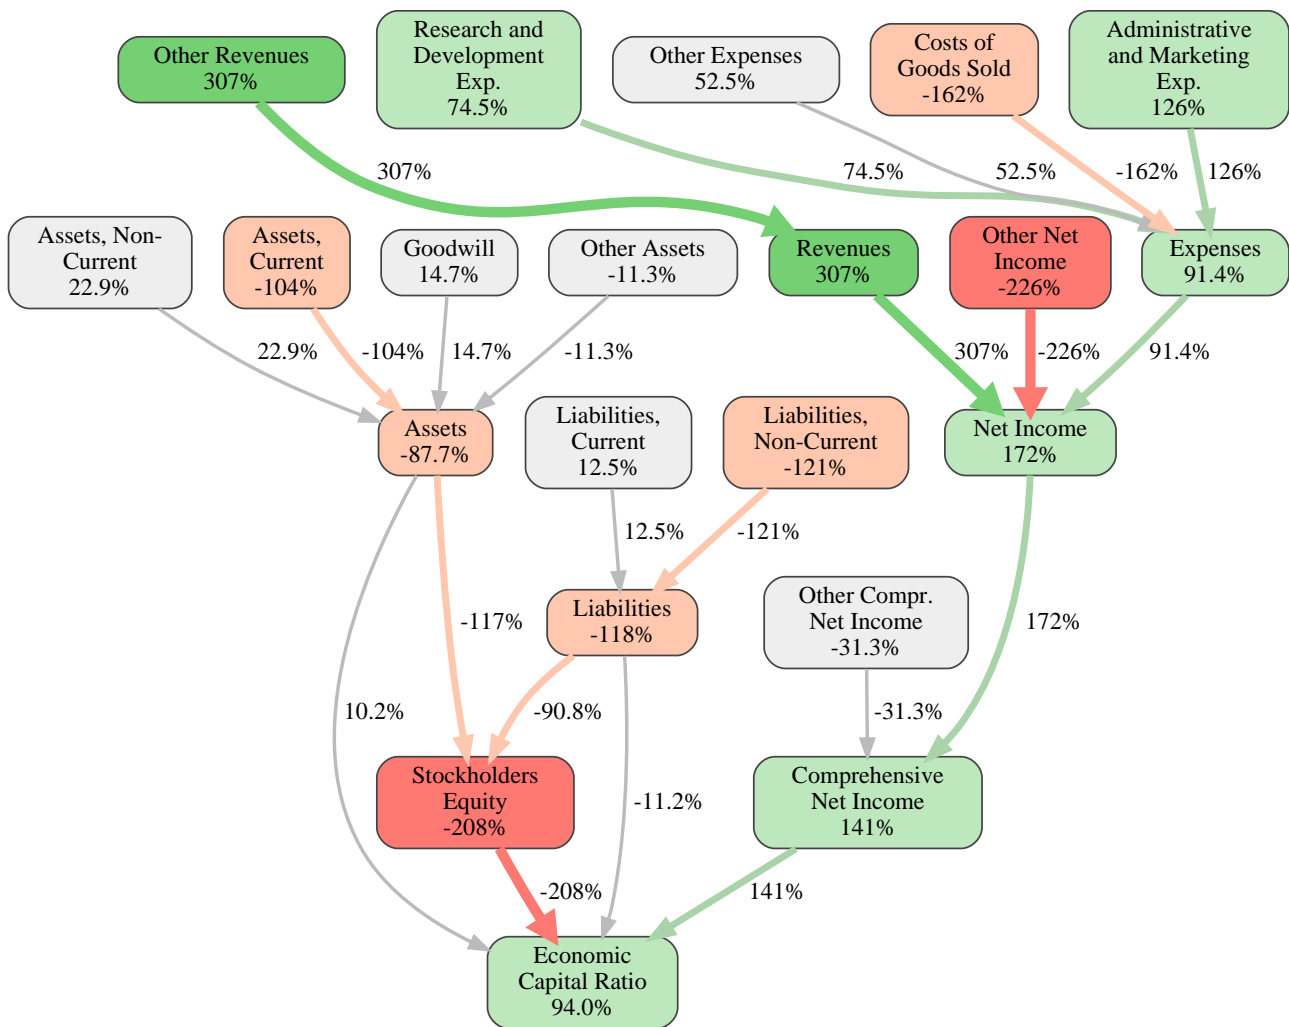 Other Revenues
307%
Research and
Development
Exp.
74.5%
Other Expenses
52.5%
Costs of
Goods Sold
-162%
Administrative
and Marketing
Exp.
126%
307%
74.5%
52.5%
-162%
126%
Assets, Non-
Current
22.9%
Assets,
Current
-104%
Goodwill
14.7%
Other Assets
-11.3%
Revenues
307%
Other Net
Income
-226%
Expenses
91.4%
22.9%
-104%
14.7%
-11.3%
307%
-226%
91.4%
Assets
-87.7%
Liabilities,
Current
12.5%
Liabilities,
Non-Current
-121%
Net Income
172%
12.5%
-121%
-117%
Liabilities
-118%
Other Compr.
Net Income
-31.3%
172%
10.2%
-90.8%
-31.3%
Stockholders
Equity
-208%
-11.2%
Comprehensive
Net Income
141%
-208%
141%
Economic
Capital Ratio
94.0%